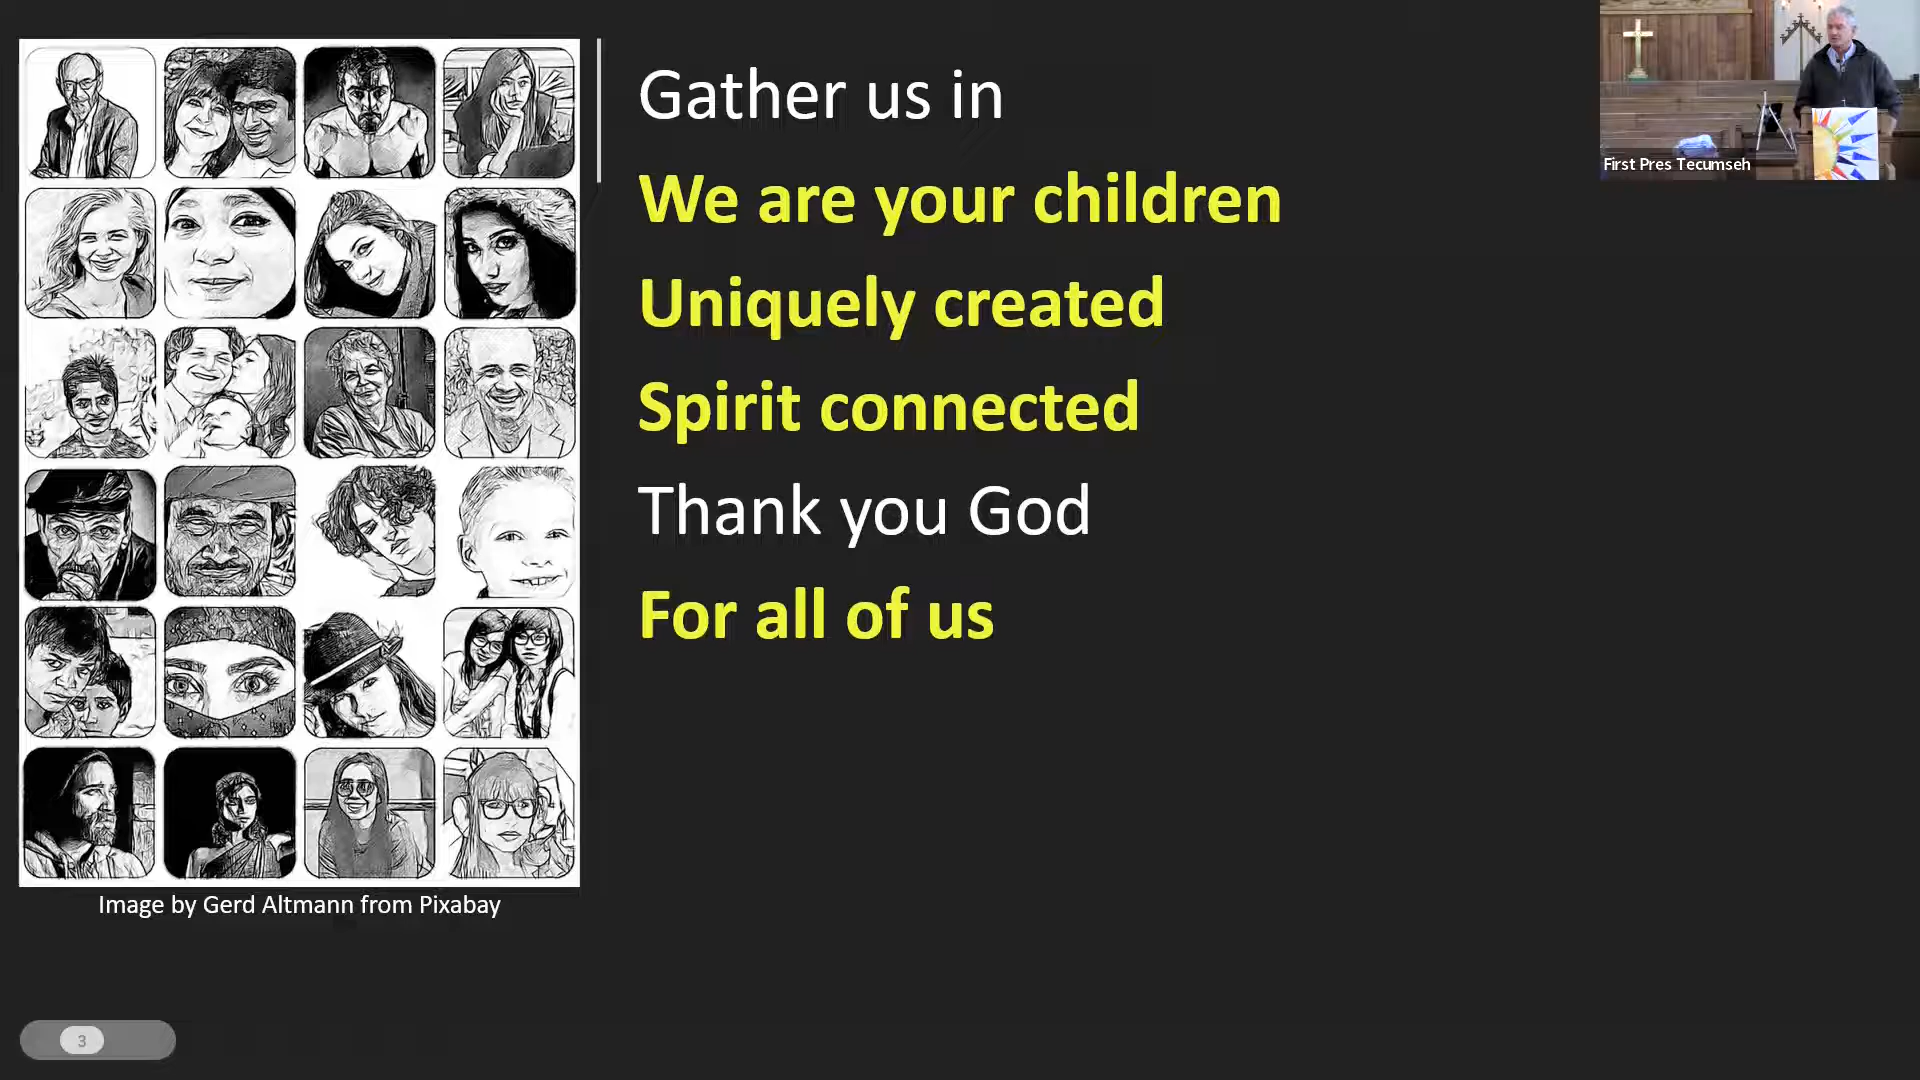 Gather us in
We are your children
Uniquely created
Spirit connected
Thank you God
For all of us
Image by Gerd Altmann from Pixabay
First Pres Tecumseh
3